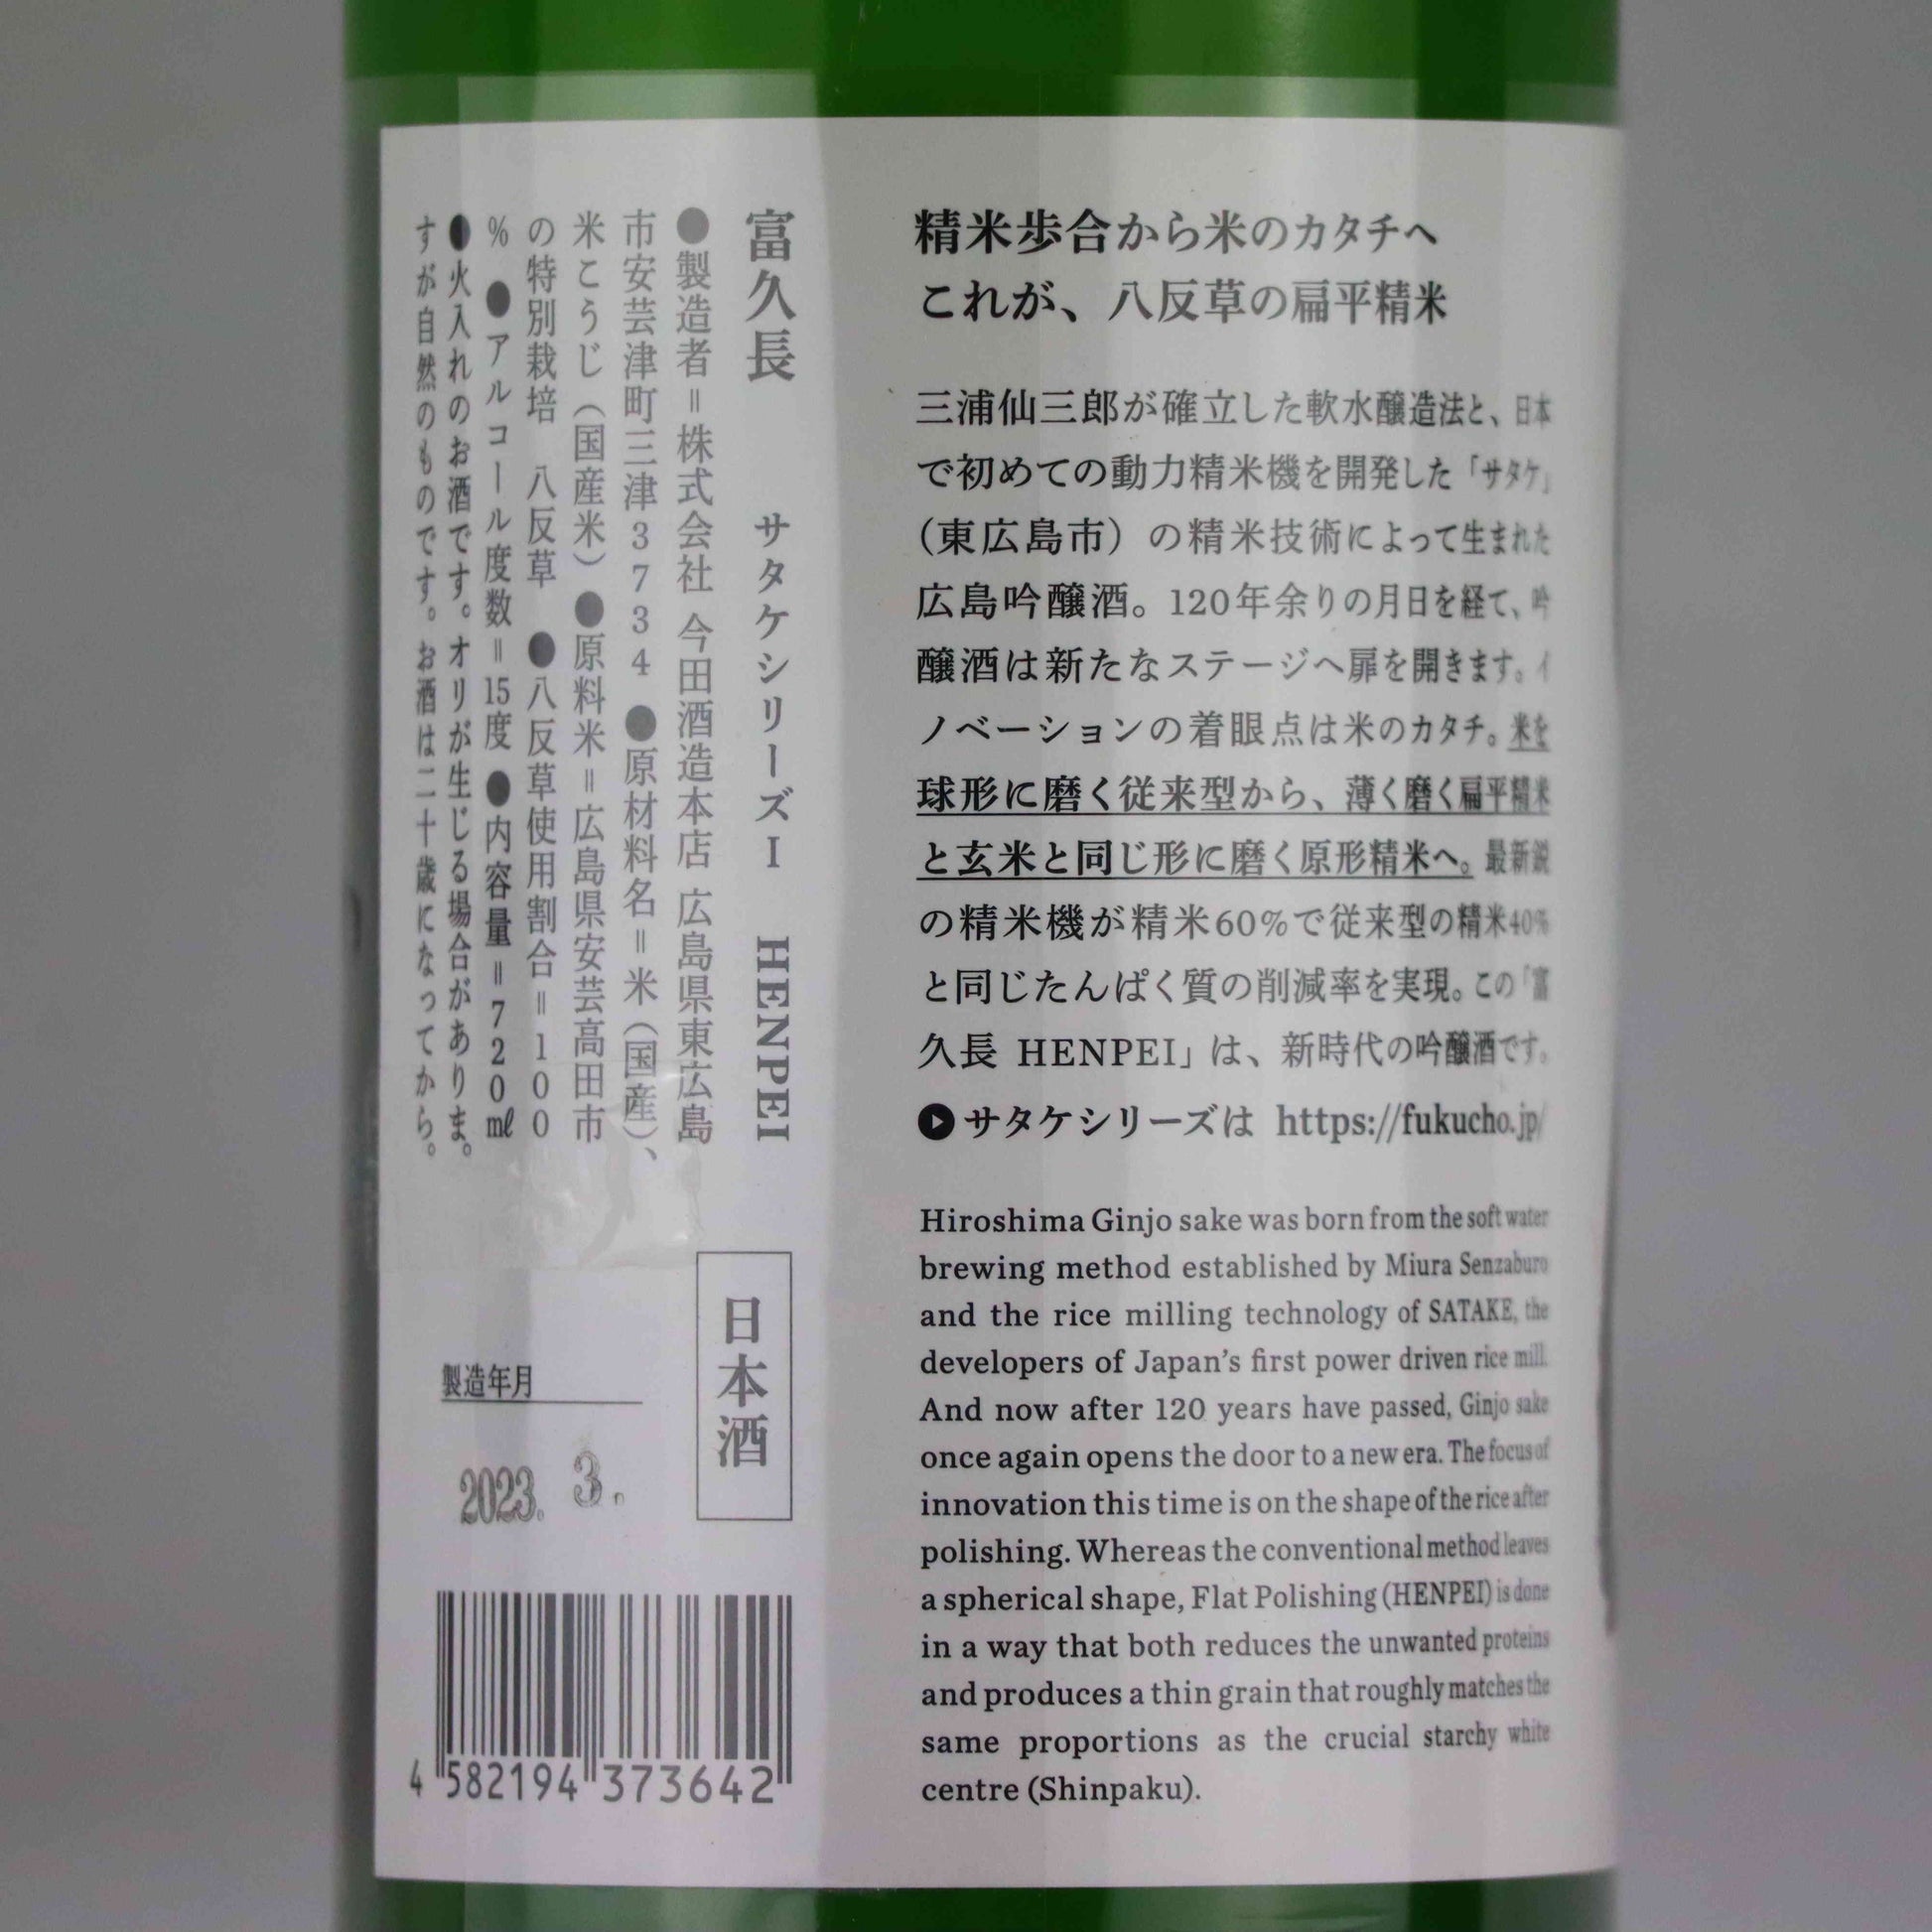 精米歩合から米のカタチへ
これが、八反草の扁平精米
三浦仙三郎が確立した軟水醸造法と、日本
で初めての動力精米機を開発した「サタケ」
（東広島市）の精米技術によって生まれた
広島吟醸酒。120年余りの月日を経て、吟
醸酒は新たなステージへ扉を開きます。イ
ノベーションの着眼点は米のカタチ。米を
球形に磨く従来型から、薄く磨く扁平精米
と玄米と同じ形に磨く原形精米へ。最新鋭
の精米機が精米60%で従来型の精米40%
と同じたんぱく質の削減率を実現。この「富
久長 HENPEI」は、新時代の吟醸酒です。
サタケシリーズは https://fukucho.jp/
Hiroshima Ginjo sake was born from the soft water
brewing method established by Miura Senzaburo
and the rice milling technology of SATAKE, the
developers of Japan's first power driven rice mill.
And now after 120 years have passed, Ginjo sake
once again opens the door to a new era. The focus of
innovation this time is on the shape of the rice after
polishing. Whereas the conventional method leaves
a spherical shape, Flat Polishing (HENPEI) is done
in a way that both reduces the unwanted proteins
and produces a thin grain that roughly matches the
same proportions as the crucial starchy white
centre (Shinpaku).
富久長 サタケシリーズI HENPEI
●製造者＝株式会社 今田酒造本店 広島県東広島
市安芸津町三津3734 ●原材料名＝米（国産）、
米こうじ（国産米）●原料米＝広島県安芸高田市
の特別栽培 八反草 ●八反草使用割合＝100
% ●アルコール度数＝15度 ●内容量＝720ml
●火入れのお酒です。オリが生じる場合がありま。
すが自然のものです。お酒は二十歳になってから。
日本酒
製造年月
2023. 3.
4 582194 373642